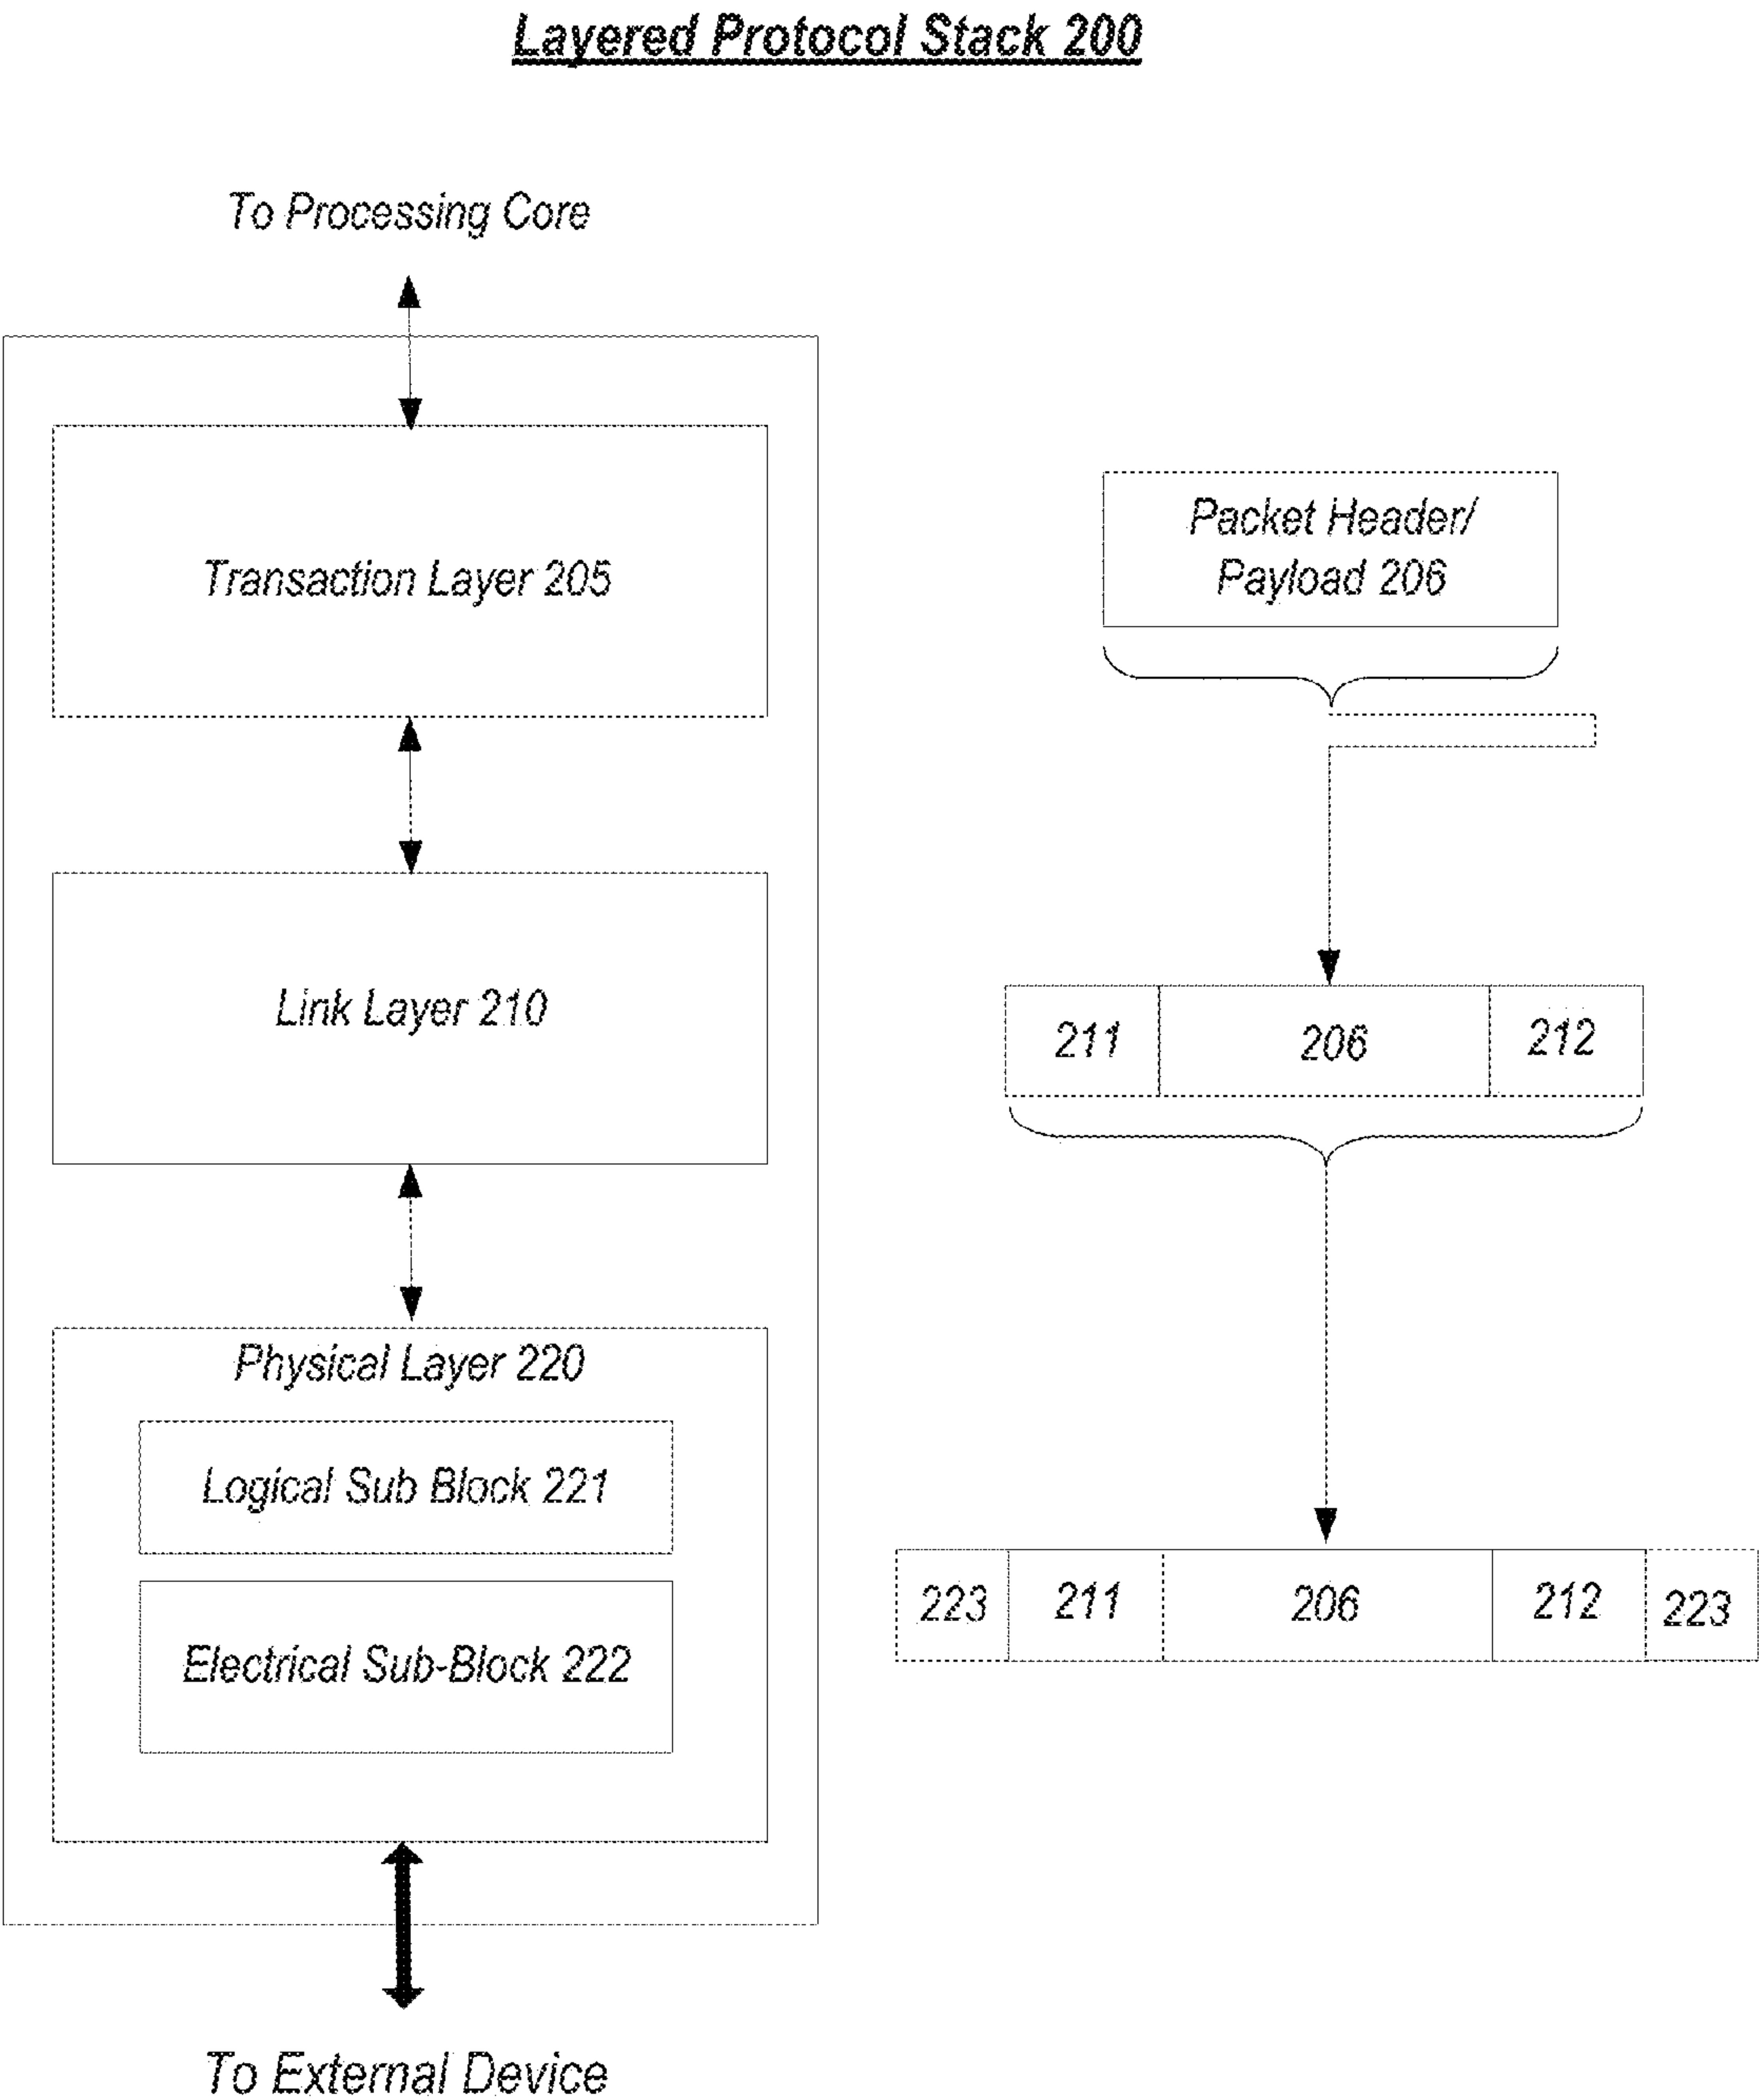 Layered Protocol Stack 200
To Processing Core
Transaction Layer 205
Link Layer 210
Physical Layer 220
Logical Sub Block 221
Electrical Sub-Block 222
To External Device
Packet Header/
Payload 206
211 206 212
223 211 206 212 223